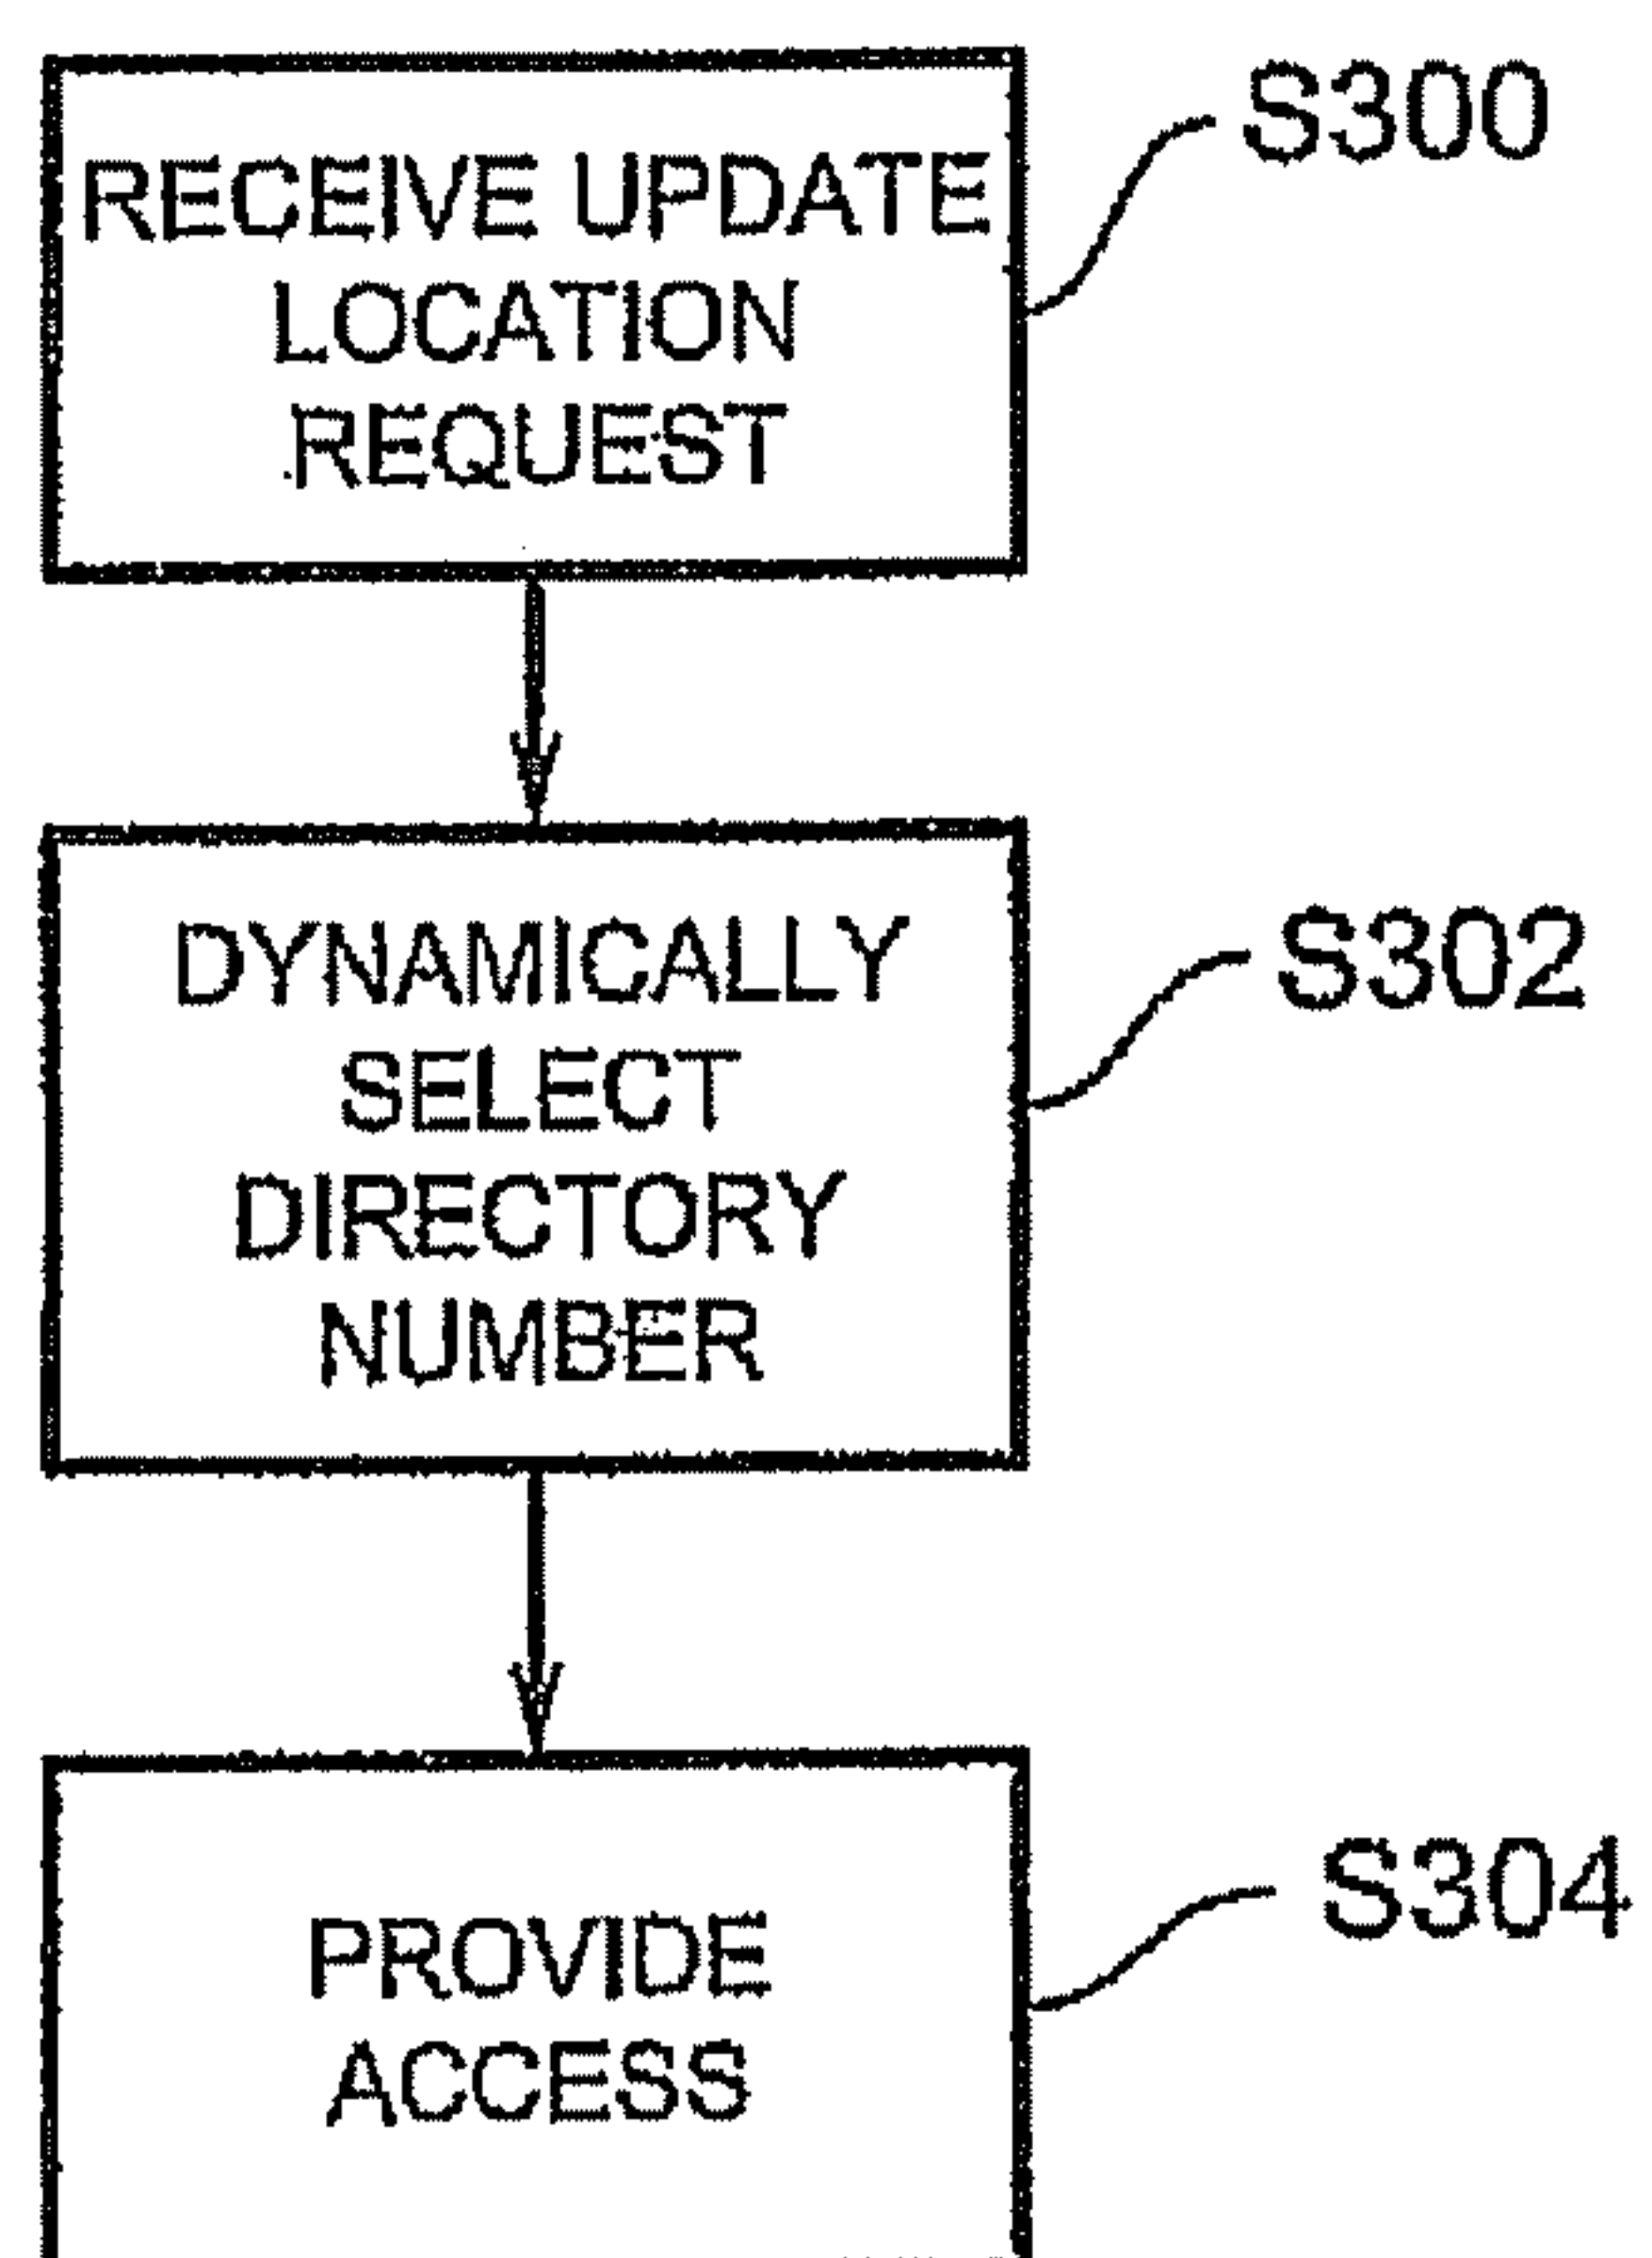 RECEIVE UPDATE
LOCATION
REQUEST
S300
DYNAMICALLY
SELECT
DIRECTORY
NUMBER
S302
PROVIDE
ACCESS
S304